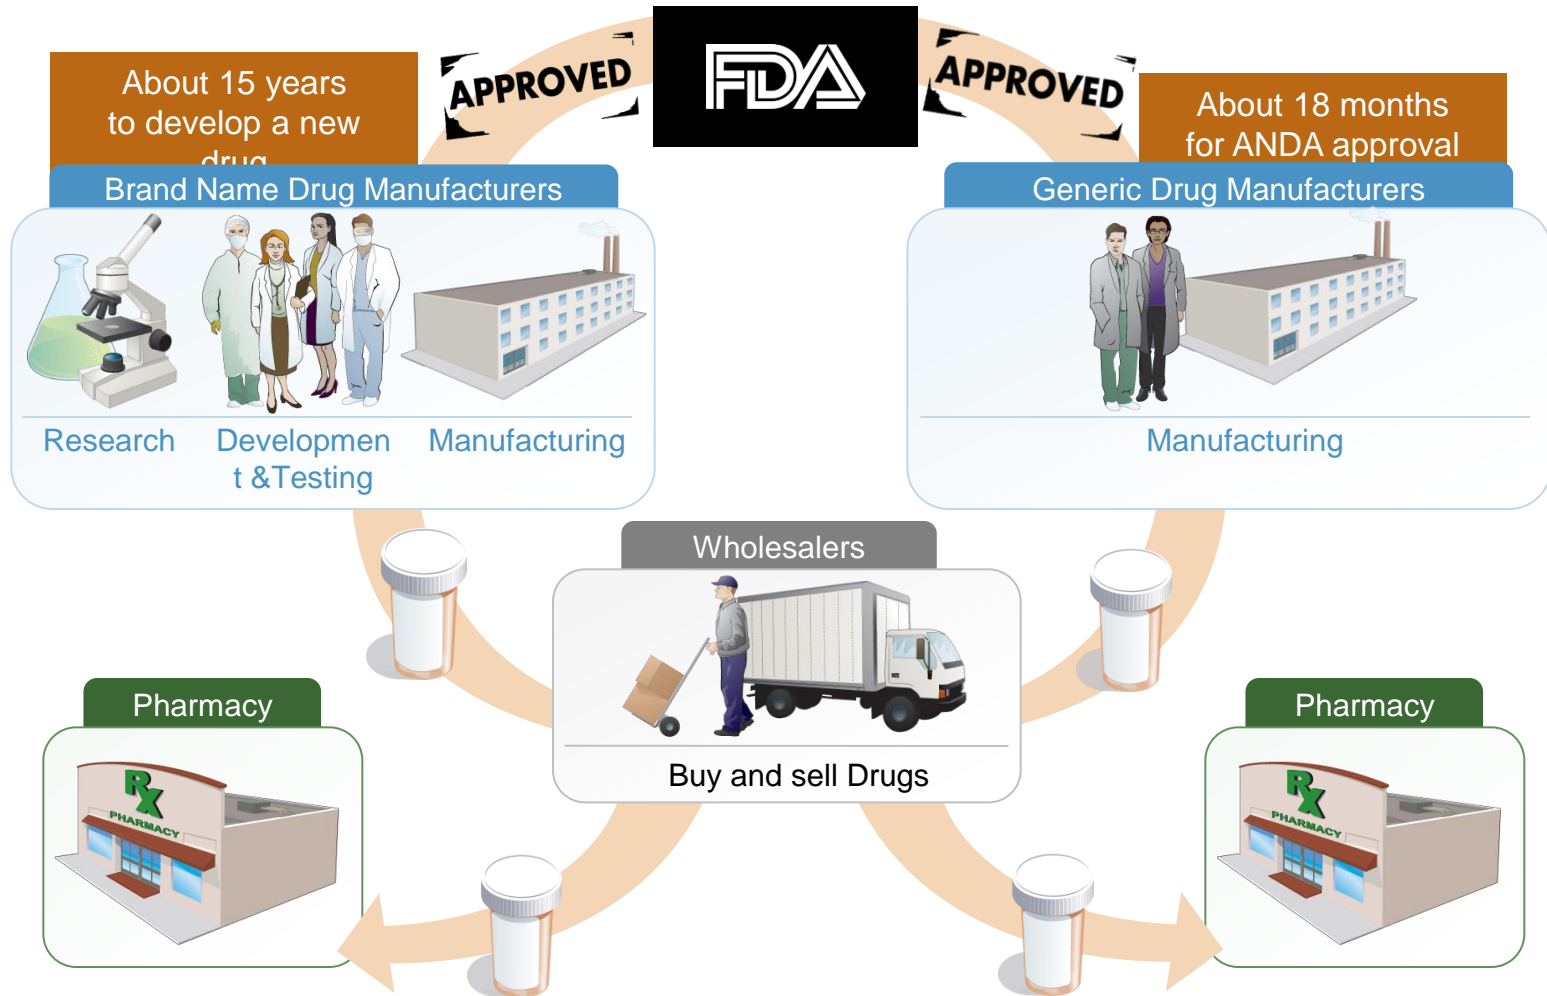 APPROVED
FDA
APPROVED
About 15 years
to develop a new
drug
About 18 months
for ANDA approval
Brand Name Drug Manufacturers
Generic Drug Manufacturers
Research
Developmen
t &Testing
Manufacturing
Manufacturing
Wholesalers
Buy and sell Drugs
Pharmacy
RX
PHARMACY
Pharmacy
RX
PHARMACY